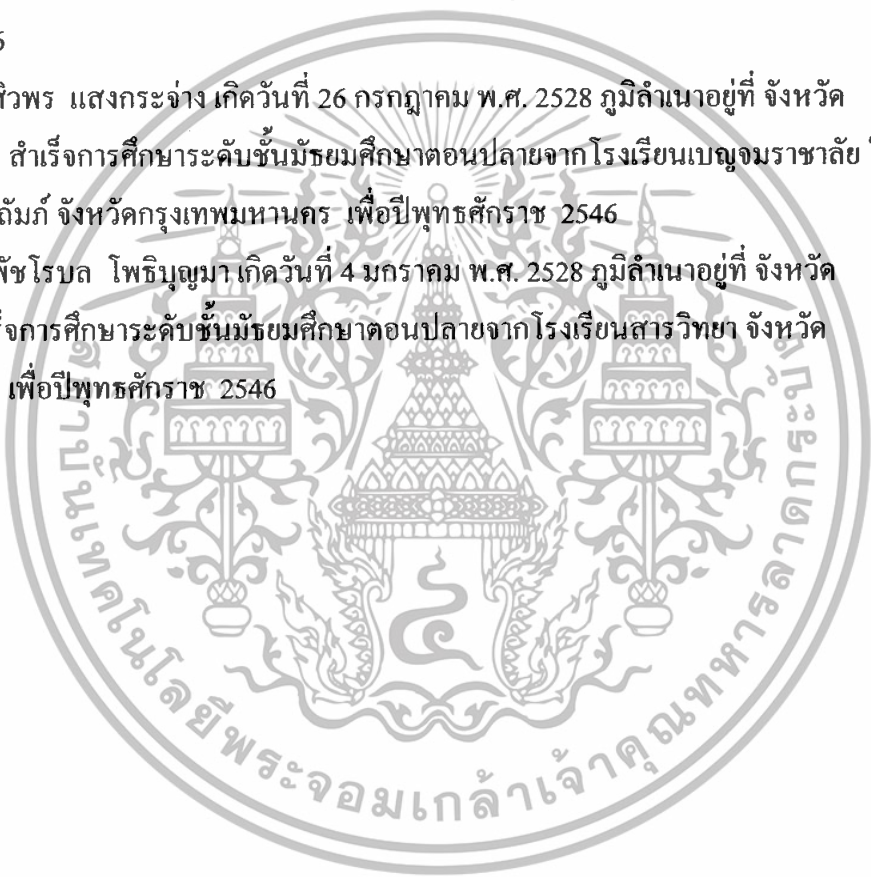 6
สิวพร แสงกระจ่าง เกิดวันที่ 26 กรกฎาคม พ.ศ. 2528 ภูมิลำเนาอยู่ที่ จังหวัด
สำเร็จการศึกษาระดับชั้นมัธยมศึกษาตอนปลายจากโรงเรียนเบญจมราชาลัย
ถัมภ์ จังหวัดกรุงเทพมหานคร เพื่อปีพุทธศักราช 2546
พัชโรบล โพธิบุญมา เกิดวันที่ 4 มกราคม พ.ศ. 2528 ภูมิลำเนาอยู่ที่ จังหวัด
ร็จการศึกษาระดับชั้นมัธยมศึกษาตอนปลายจากโรงเรียนสารวิทยา จังหวัด
เพื่อปีพุทธศักราช 2546
สถาบันเทคโนโลยีพระจอมเกล้าเจ้าคุณทหารลาดกระบัง
๔